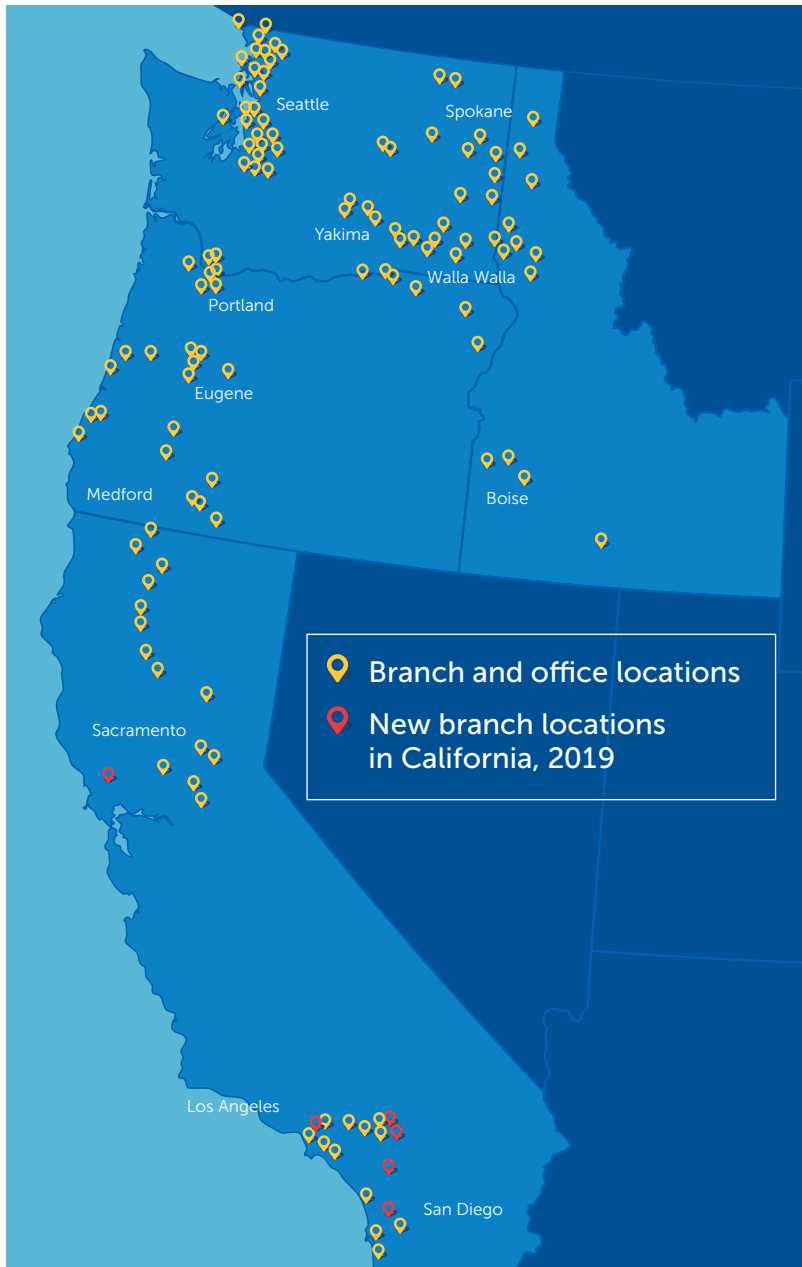 Seattle
Spokane
Yakima
Walla Walla
Portland
Eugene
Medford
Boise
Branch and office locations
New branch locations
in California, 2019
Sacramento
Los Angeles
San Diego